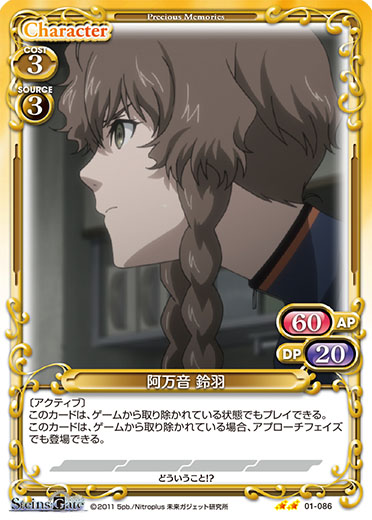 Precious Memories
Character
COST
3
SOURCE
3
60 AP
DP 20
阿万音 鈴羽
［アクティブ］
このカードは、ゲームから取り除かれている状態でもプレイできる。
このカードは、ゲームから取り除かれている場合、アプローチフェイズ
でも登場できる。
どういうこと!?
Steins;Gate ©2011 5pb./Nitroplus 未来ガジェット研究所 01-086